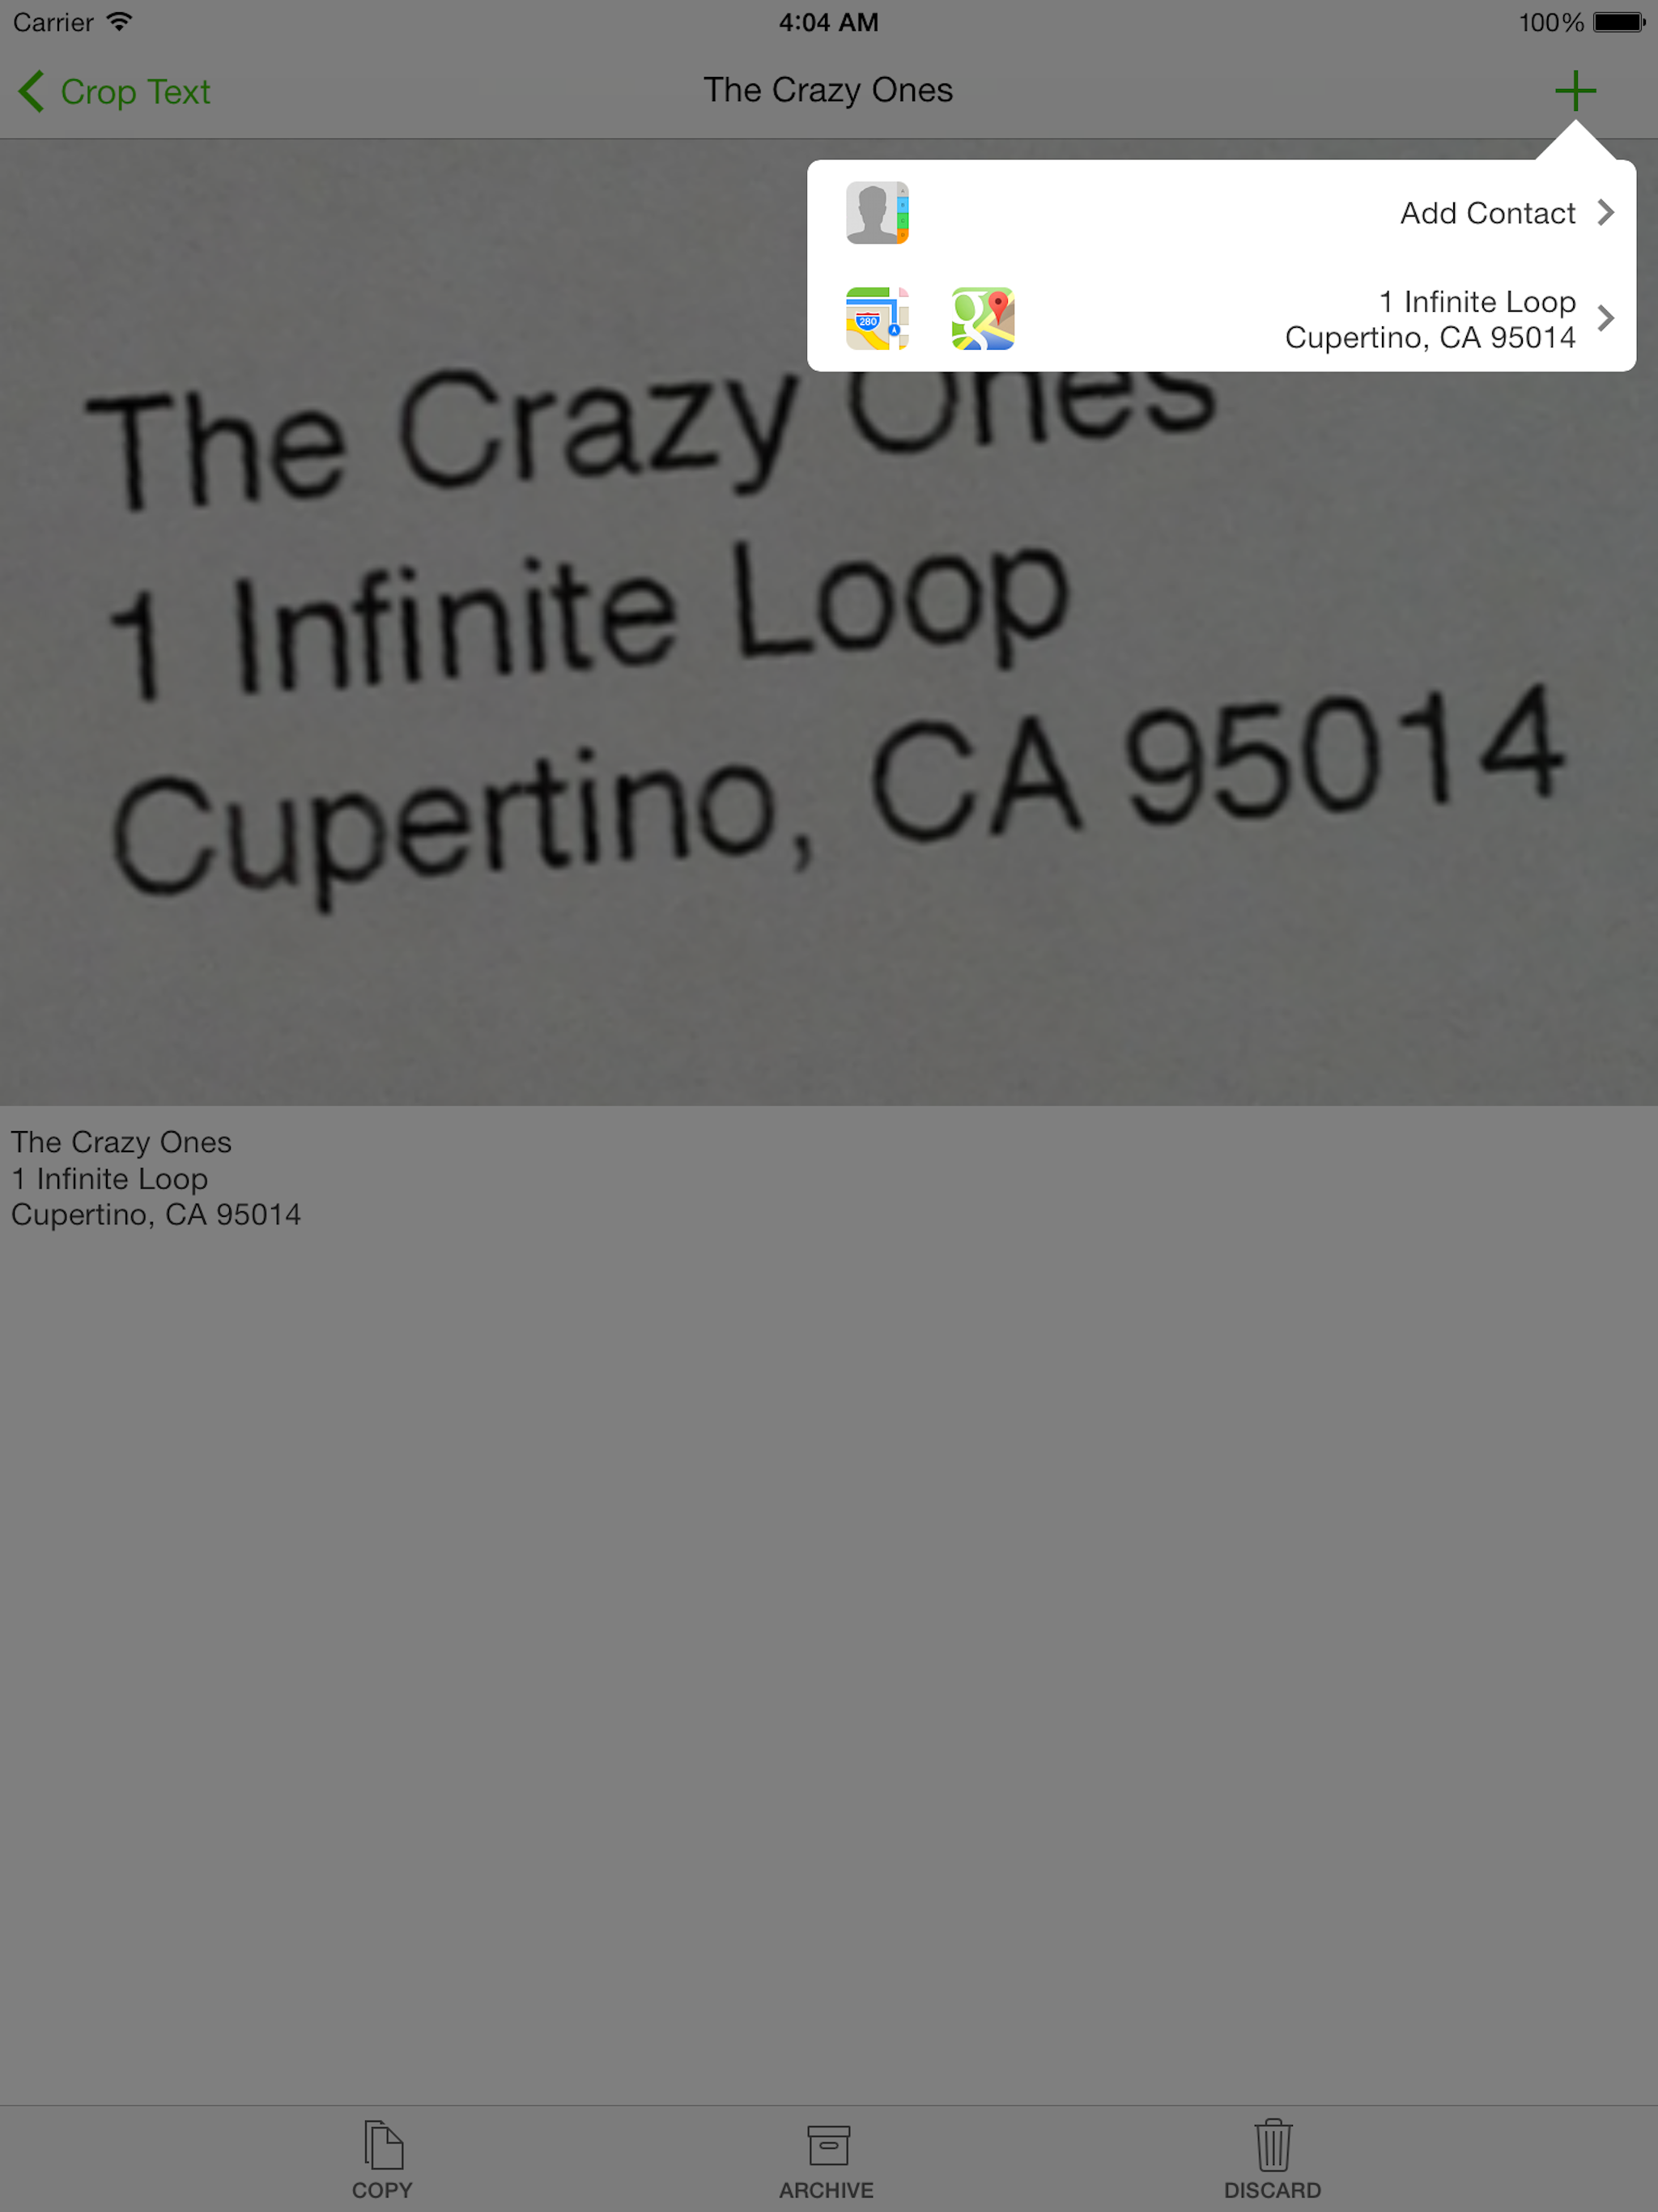 Carrier 4:04 AM 100%
Crop Text The Crazy Ones
Add Contact
280
1 Infinite Loop
Cupertino, CA 95014
The Crazy Ones
1 Infinite Loop
Cupertino, CA 95014
The Crazy Ones
1 Infinite Loop
Cupertino, CA 95014
COPY ARCHIVE DISCARD